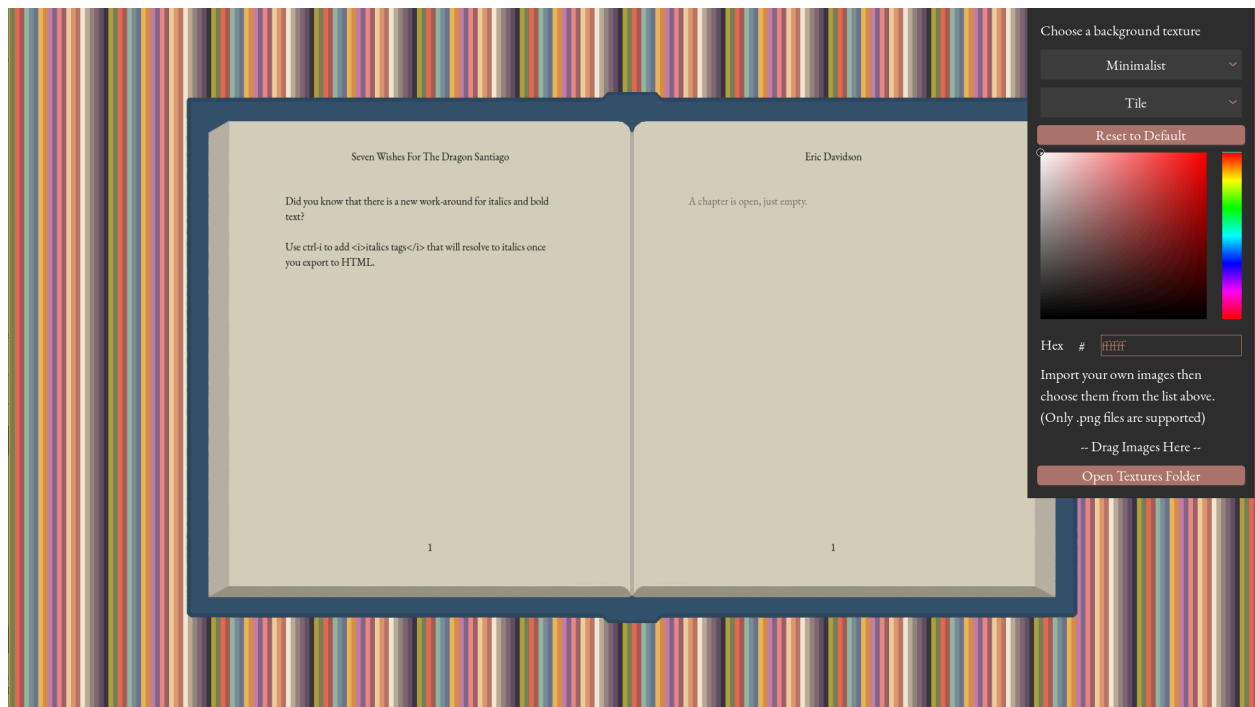 Seven Wishes For The Dragon Santiago
Did you know that there is a new work-around for italics and bold
text?
Use ctrl-i to add <i>italics tags</i> that will resolve to italics once
you export to HTML.
1
Eric Davidson
A chapter is open, just empty.
1
Choose a background texture
Minimalist
Tile
Reset to Default
Hex # ffffff
Import your own images then
choose them from the list above.
(Only .png files are supported)
-- Drag Images Here --
Open Textures Folder